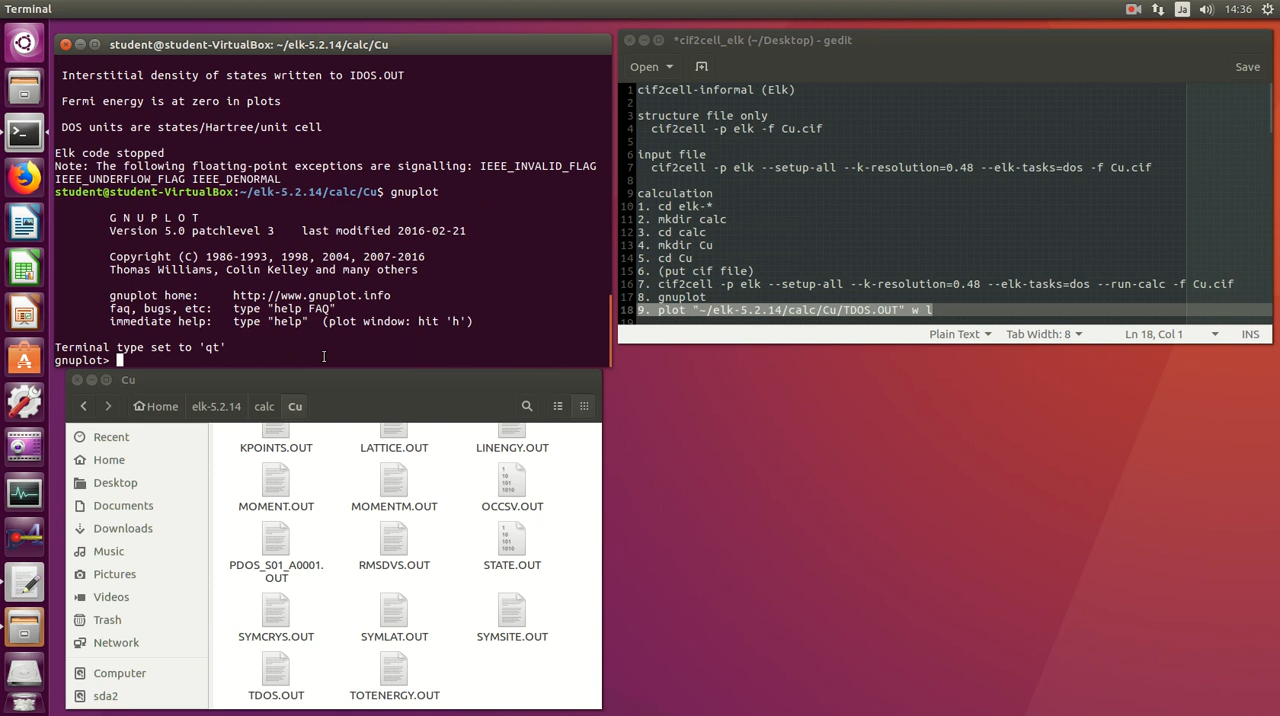 Terminal
Ja
14:36
student@student-VirtualBox: ~/elk-5.2.14/calc/Cu
Interstitial density of states written to IDOS.OUT
Fermi energy is at zero in plots
DOS units are states/Hartree/unit cell
Elk code stopped
Note: The following floating-point exceptions are signalling: IEEE_INVALID_FLAG
IEEE_UNDERFLOW_FLAG IEEE_DENORMAL
student@student-VirtualBox:~/elk-5.2.14/calc/Cu$ gnuplot
G N U P L O T
Version 5.0 patchlevel 3    last modified 2016-02-21
Copyright (C) 1986-1993, 1998, 2004, 2007-2016
Thomas Williams, Colin Kelley and many others
gnuplot home:     http://www.gnuplot.info
faq, bugs, etc:   type "help FAQ"
immediate help:   type "help"  (plot window: hit 'h')
Terminal type set to 'qt'
gnuplot>
*cif2cell_elk (~/Desktop) - gedit
Open
Save
1 cif2cell-informal (Elk)
2
3 structure file only
4   cif2cell -p elk -f Cu.cif
5
6 input file
7   cif2cell -p elk --setup-all --k-resolution=0.48 --elk-tasks=dos -f Cu.cif
8
9 calculation
10 1. cd elk-*
11 2. mkdir calc
12 3. cd calc
13 4. mkdir Cu
14 5. cd Cu
15 6. (put cif file)
16 7. cif2cell -p elk --setup-all --k-resolution=0.48 --elk-tasks=dos --run-calc -f Cu.cif
17 8. gnuplot
18 9. plot "~/elk-5.2.14/calc/Cu/TDOS.OUT" w l
Plain Text
Tab Width: 8
Ln 18, Col 1
INS
Cu
Home
elk-5.2.14
calc
Cu
Recent
Home
Desktop
Documents
Downloads
Music
Pictures
Videos
Trash
Network
Computer
sda2
KPOINTS.OUT
LATTICE.OUT
LINENGY.OUT
MOMENT.OUT
MOMENTM.OUT
OCCSV.OUT
PDOS_S01_A0001.
OUT
RMSDVS.OUT
STATE.OUT
SYMCRYS.OUT
SYMLAT.OUT
SYMSITE.OUT
TDOS.OUT
TOTENERGY.OUT